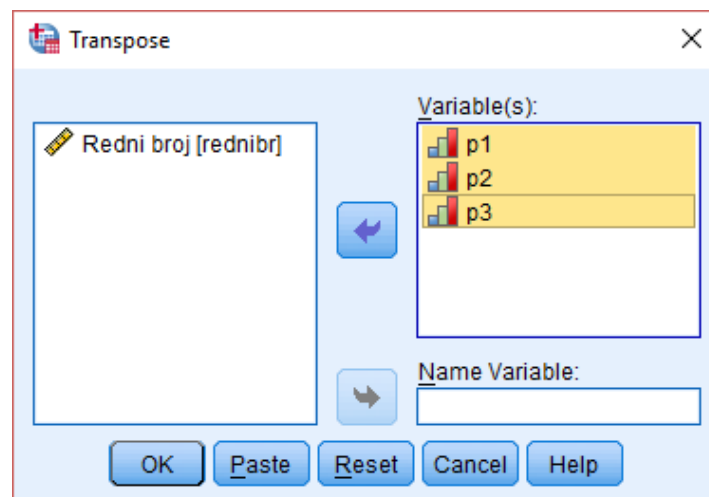 Transpose
Variable(s):
Redni broj [rednibr]
p1
p2
p3
Name Variable:
OK
Paste
Reset
Cancel
Help